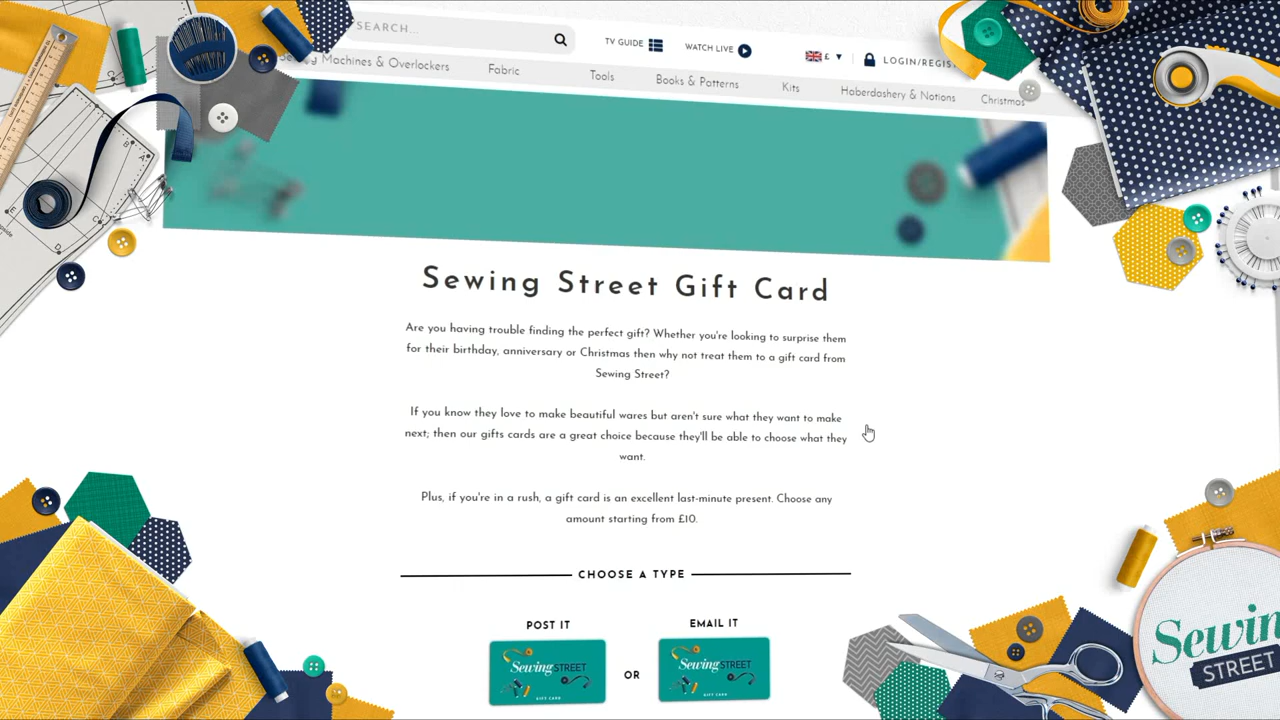 SEARCH...
TV GUIDE
WATCH LIVE
£
LOGIN/REGIS
Sewing Machines & Overlockers
Fabric
Tools
Books & Patterns
Kits
Haberdashery & Notions
Christmas
Sewing Street Gift Card
Are you having trouble finding the perfect gift? Whether you're looking to surprise them
for their birthday, anniversary or Christmas then why not treat them to a gift card from
Sewing Street?
If you know they love to make beautiful wares but aren't sure what they want to make
next; then our gifts cards are a great choice because they'll be able to choose what they
want.
Plus, if you're in a rush, a gift card is an excellent last-minute present. Choose any
amount starting from £10.
CHOOSE A TYPE
POST IT
EMAIL IT
Sewing STREET
GIFT CARD
OR
Sewing STREET
GIFT CARD
Sewin
STREET